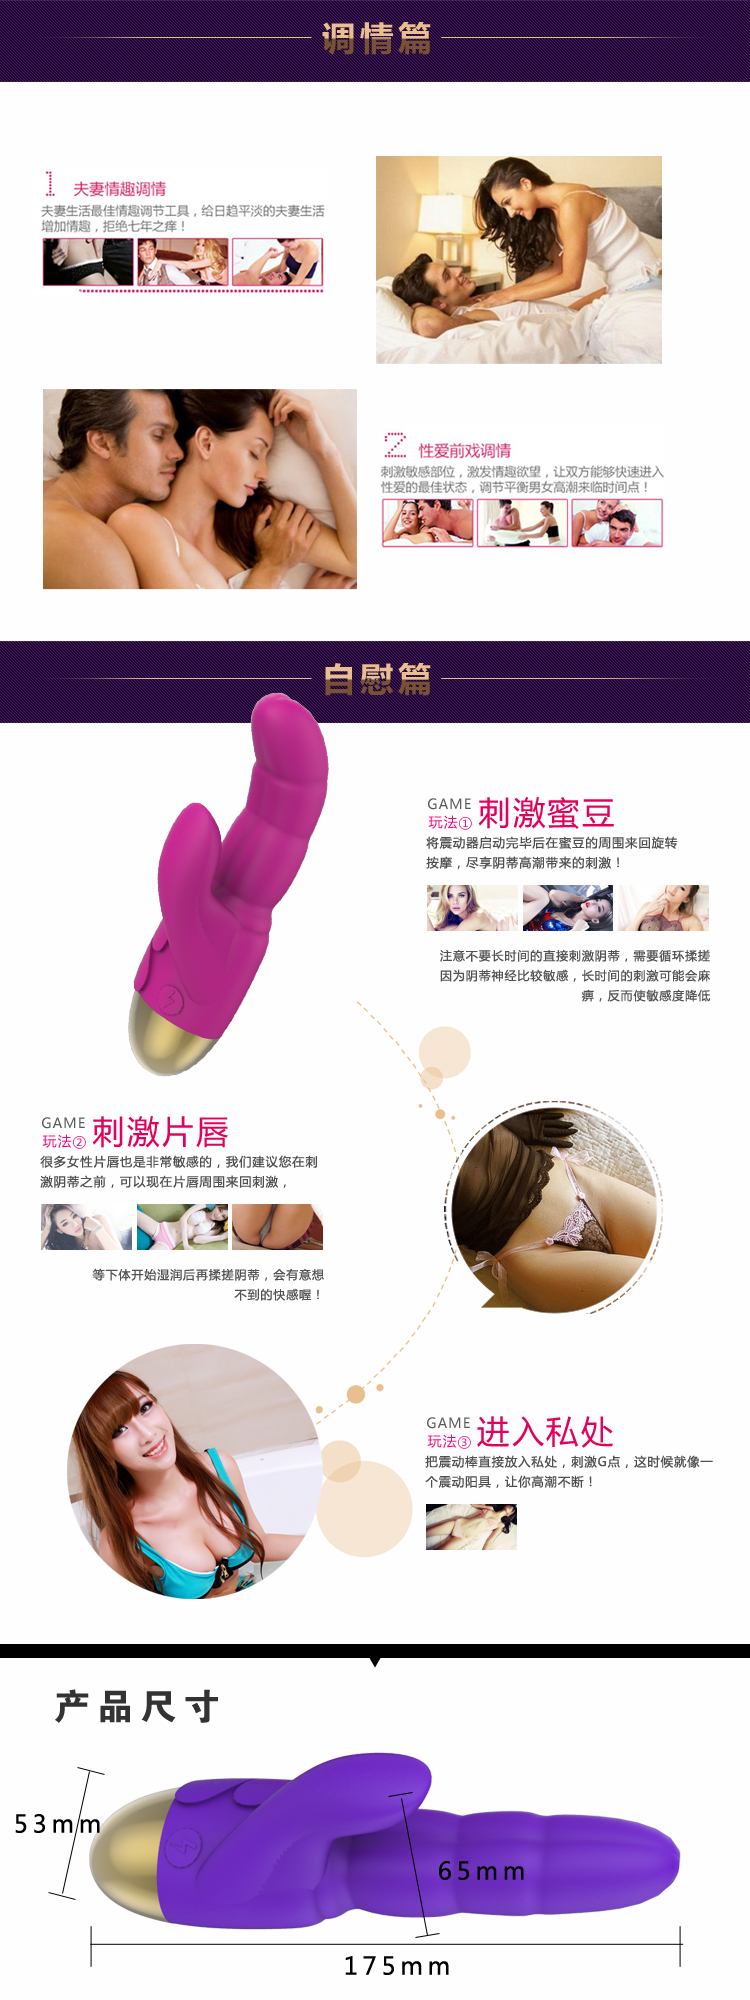 调情篇
1 夫妻情趣调情
夫妻生活最佳情趣调节工具，给日趋平淡的夫妻生活
增加情趣，拒绝七年之痒！
2 性爱前戏调情
刺激敏感部位，激发情趣欲望，让双方能够快速进入
性爱的最佳状态，调节平衡男女高潮来临时间点！
自慰篇
GAME
玩法① 刺激蜜豆
将震动器启动完毕后在蜜豆的周围来回旋转
按摩，尽享阴蒂高潮带来的刺激！
注意不要长时间的直接刺激阴蒂，需要循环揉搓
因为阴蒂神经比较敏感，长时间的刺激可能会麻
痹，反而使敏感度降低
GAME
玩法② 刺激片唇
很多女性片唇也是非常敏感的，我们建议您在刺
激阴蒂之前，可以现在片唇周围来回刺激，
等下体开始湿润后再揉搓阴蒂，会有意想
不到的快感喔！
GAME
玩法③ 进入私处
把震动棒直接放入私处，刺激G点，这时候就像一
个震动阳具，让你高潮不断！
产品尺寸
53mm
65mm
175mm